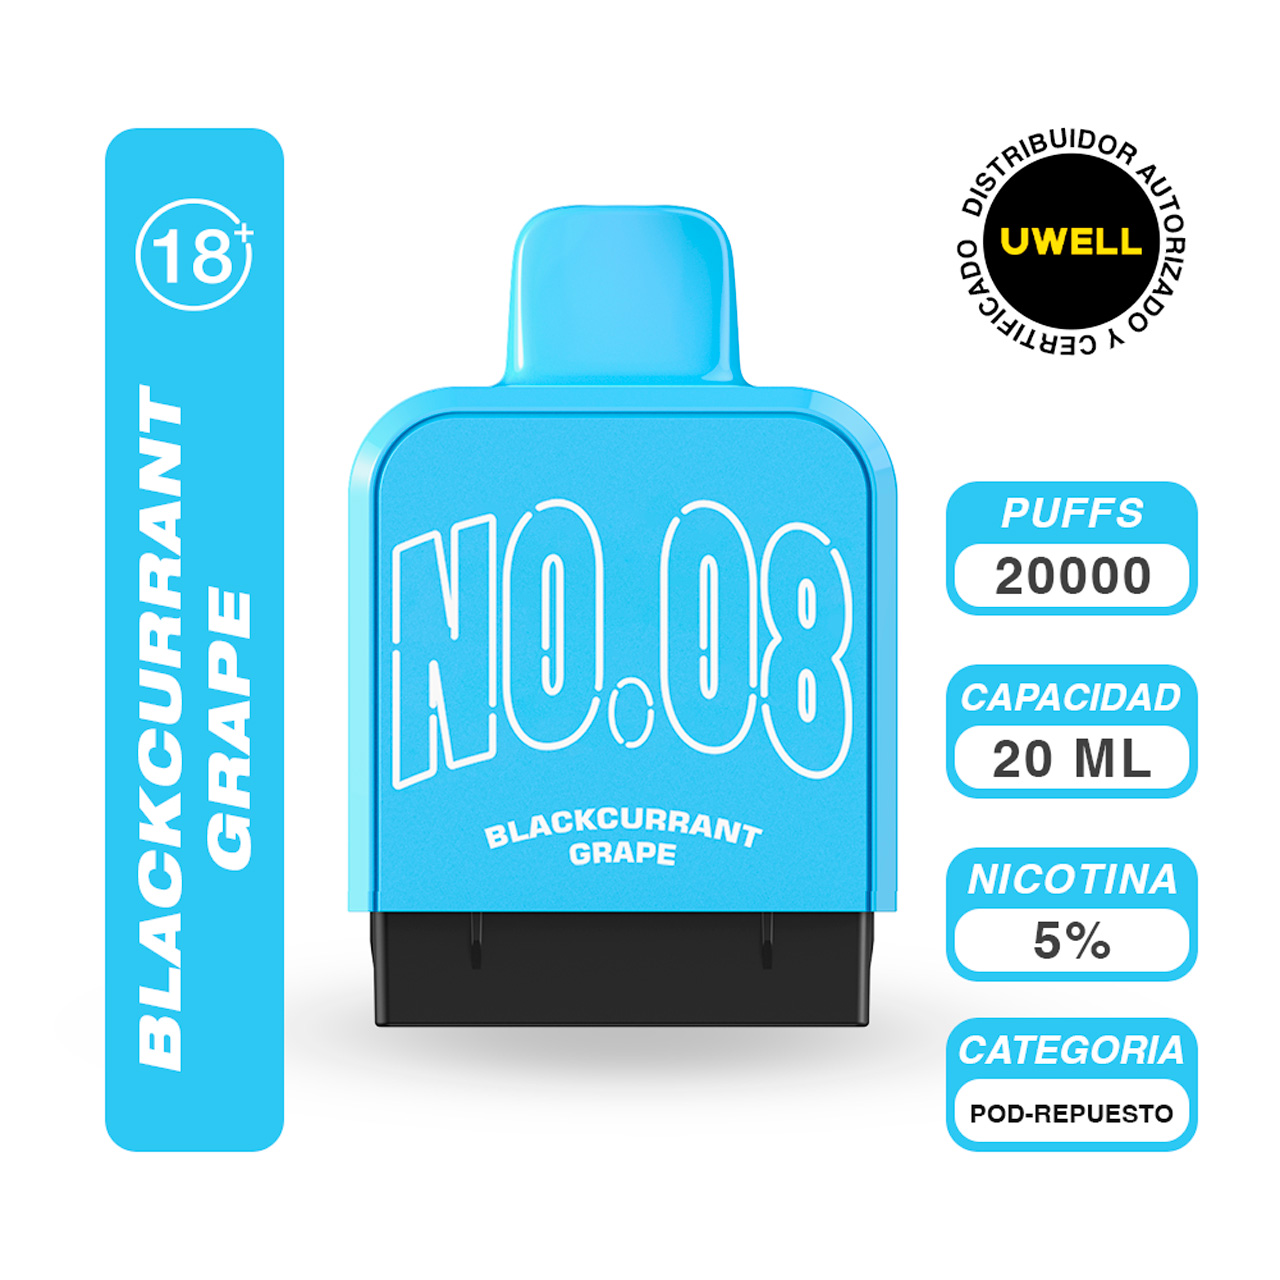 18+
BLACKCURRANT
GRAPE
NO.08
BLACKCURRANT
GRAPE
DISTRIBUIDOR AUTORIZADO Y CERTIFICADO
UWELL
PUFFS
20000
CAPACIDAD
20 ML
NICOTINA
5%
CATEGORIA
POD-REPUESTO